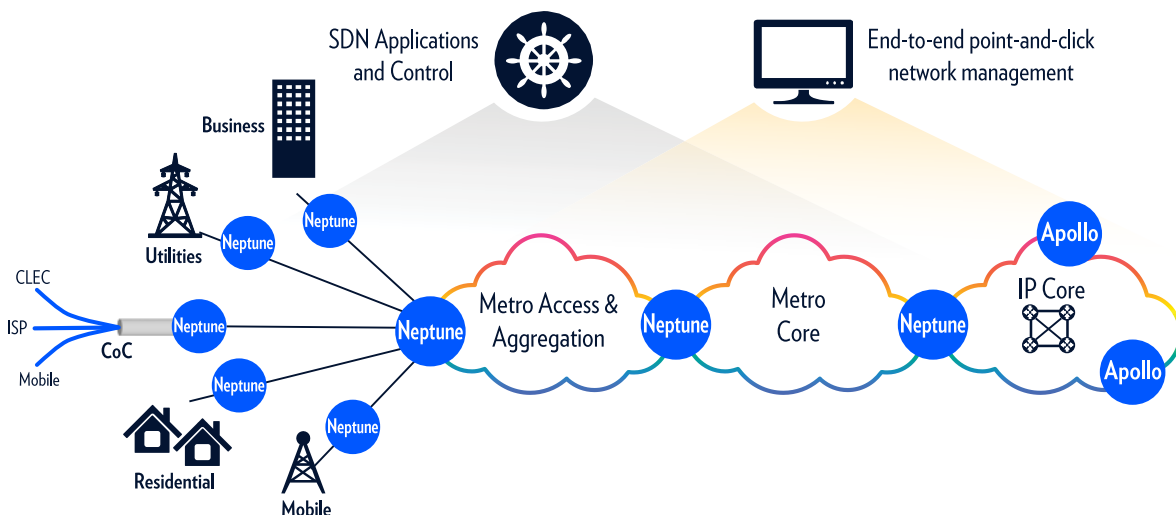 SDN Applications
and Control
End-to-end point-and-click
network management
Business
Neptune
Utilities
Neptune
CLEC
ISP
Mobile
CoC
Neptune
Neptune
Residential
Neptune
Mobile
Neptune
Metro Access &
Aggregation
Neptune
Metro
Core
Neptune
Apollo
IP Core
Apollo